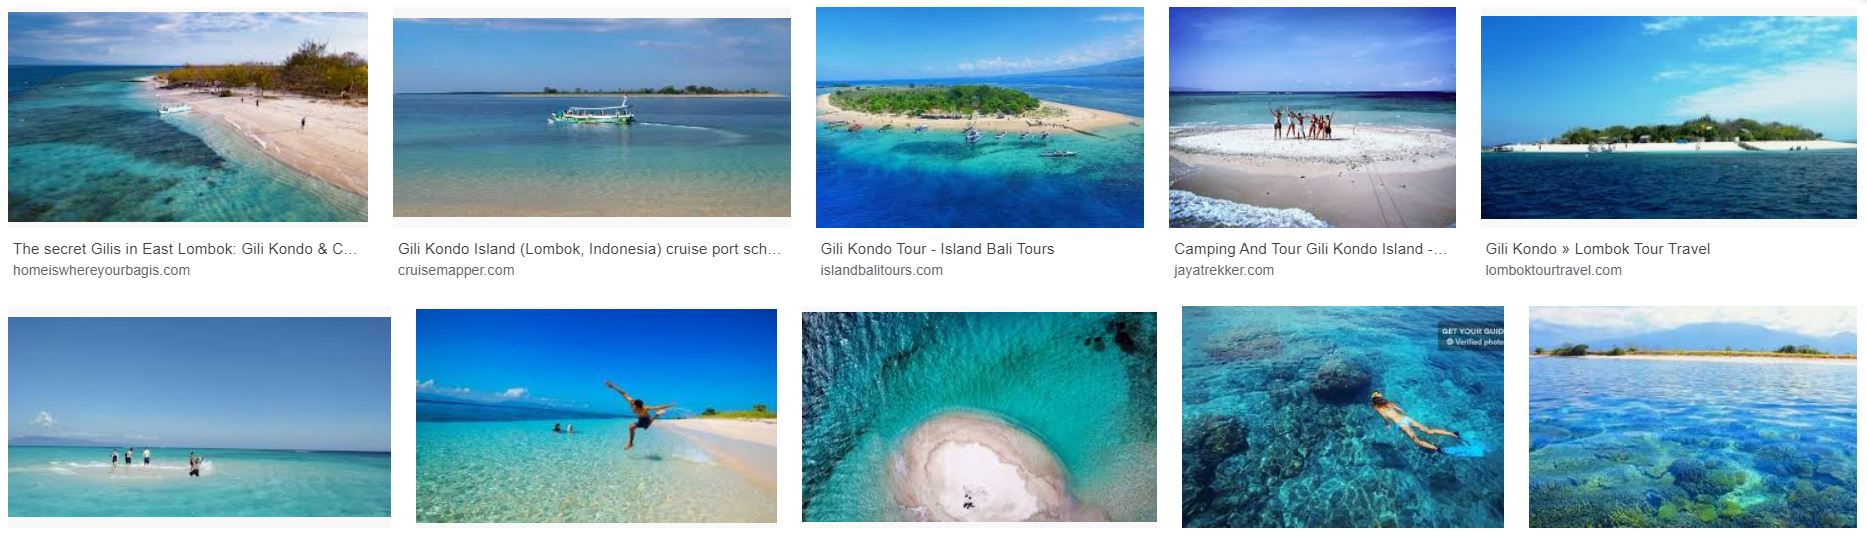 The secret Gilis in East Lombok: Gili Kondo & C...
homeiswhereyourbagis.com
Gili Kondo Island (Lombok, Indonesia) cruise port sch...
cruisemapper.com
Gili Kondo Tour - Island Bali Tours
islandbalitours.com
Camping And Tour Gili Kondo Island -...
jayatrekker.com
Gili Kondo » Lombok Tour Travel
lomboktourtravel.com
GET YOUR GUID
Verified photo